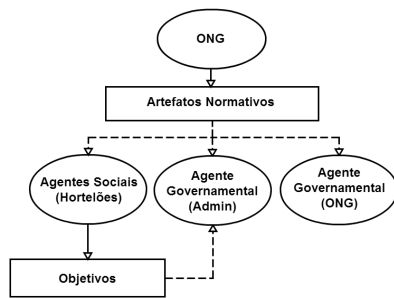 ONG
Artefatos Normativos
Agentes Sociais
(Hortelões)
Agente
Governamental
(Admin)
Agente
Governamental
(ONG)
Objetivos